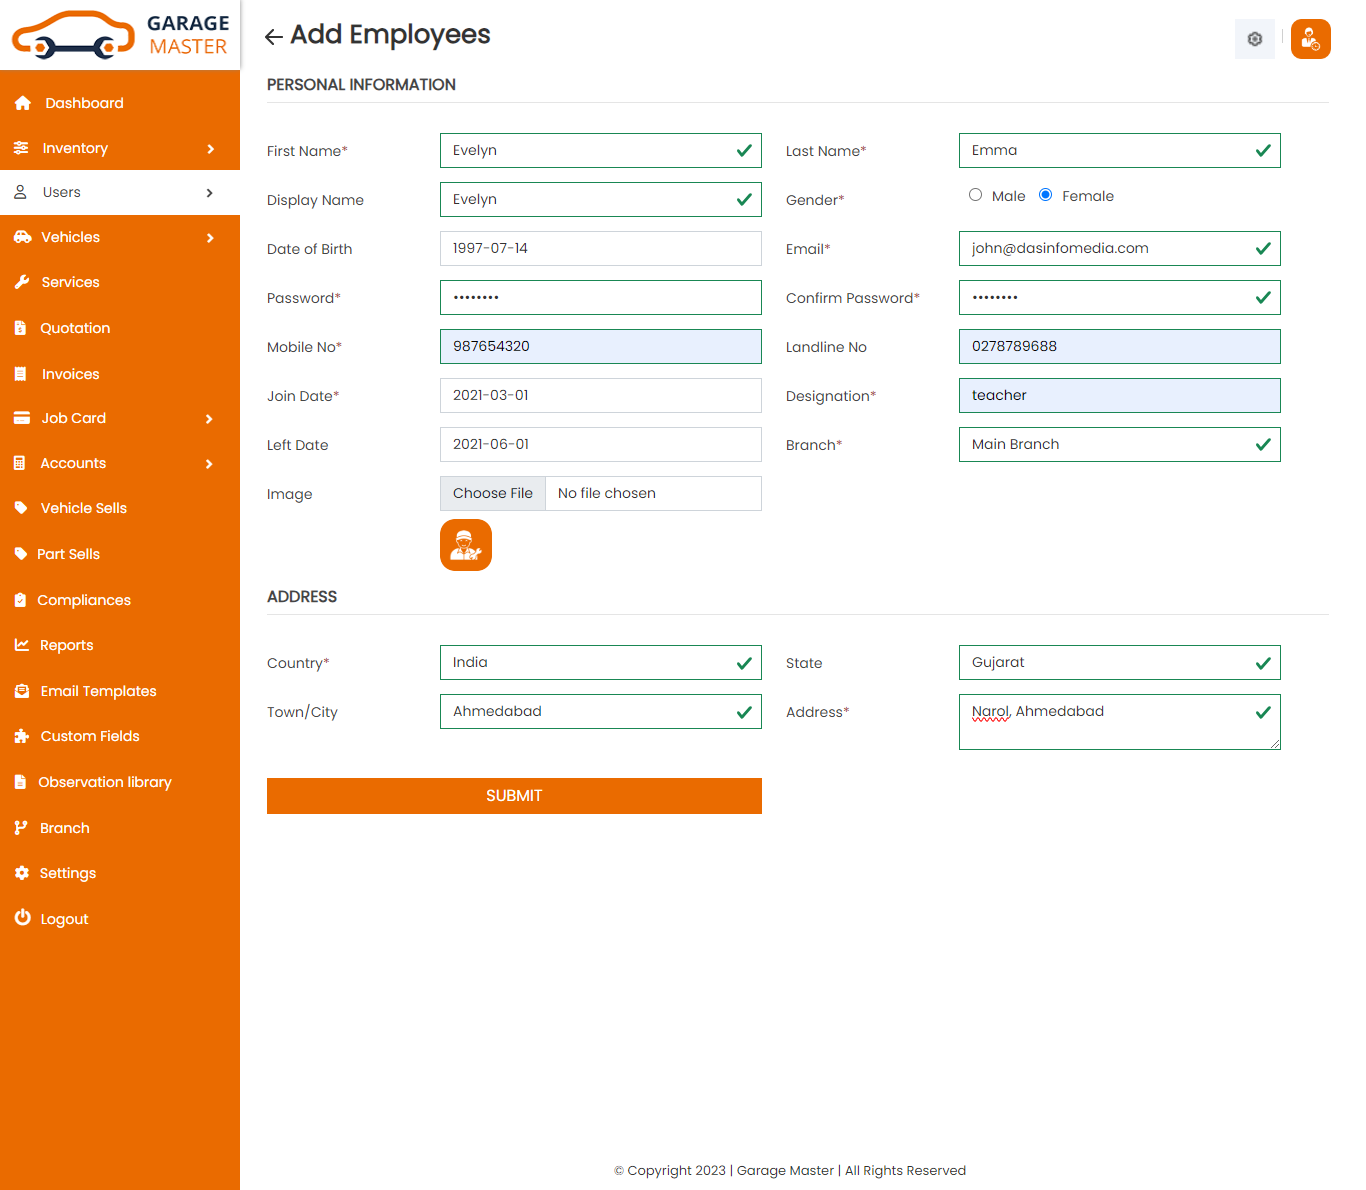 GARAGE
MASTER
Dashboard
Inventory
Users
Vehicles
Services
Quotation
Invoices
Job Card
Accounts
Vehicle Sells
Part Sells
Compliances
Reports
Email Templates
Custom Fields
Observation library
Branch
Settings
Logout
Add Employees
PERSONAL INFORMATION
First Name* Evelyn Last Name* Emma
Display Name Evelyn Gender* Male Female
Date of Birth 1997-07-14 Email* john@dasinfomedia.com
Password* •••••••• Confirm Password* ••••••••
Mobile No* 987654320 Landline No 0278789688
Join Date* 2021-03-01 Designation* teacher
Left Date 2021-06-01 Branch* Main Branch
Image Choose File No file chosen
ADDRESS
Country* India State Gujarat
Town/City Ahmedabad Address* Narol, Ahmedabad
SUBMIT
© Copyright 2023 | Garage Master | All Rights Reserved